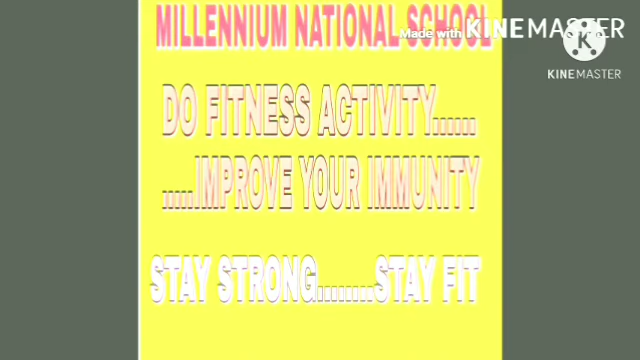 MILLENNIUM NATIONAL SCHOOL
Made with KINEMASTER
K
KINEMASTER
DO FITNESS ACTIVITY......
.....IMPROVE YOUR IMMUNITY
STAY STRONG........STAY FIT